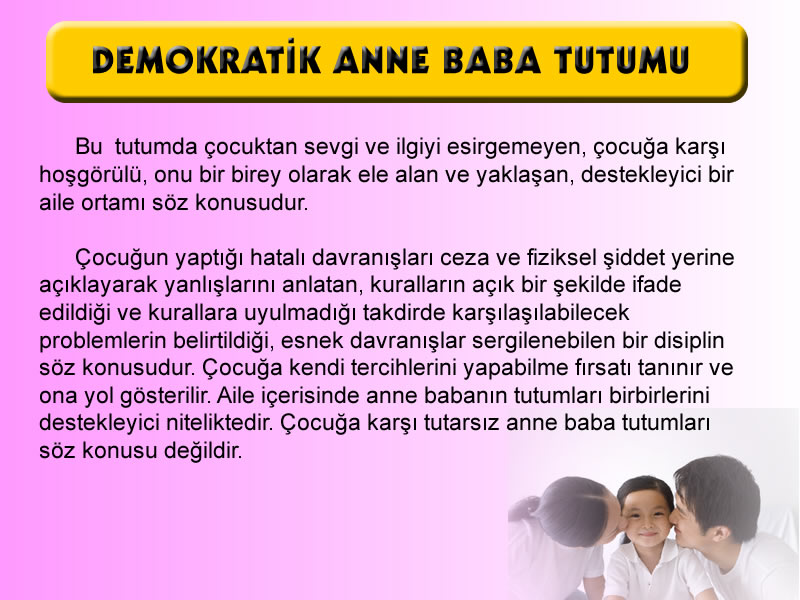 DEMOKRATİK ANNE BABA TUTUMU
Bu tutumda çocuktan sevgi ve ilgiyi esirgemeyen, çocuğa karşı
hoşgörülü, onu bir birey olarak ele alan ve yaklaşan, destekleyici bir
aile ortamı söz konusudur.
Çocuğun yaptığı hatalı davranışları ceza ve fiziksel şiddet yerine
açıklayarak yanlışlarını anlatan, kuralların açık bir şekilde ifade
edildiği ve kurallara uyulmadığı takdirde karşılaşılabilecek
problemlerin belirtildiği, esnek davranışlar sergilenebilen bir disiplin
söz konusudur. Çocuğa kendi tercihlerini yapabilme fırsatı tanınır ve
ona yol gösterilir. Aile içerisinde anne babanın tutumları birbirlerini
destekleyici niteliktedir. Çocuğa karşı tutarsız anne baba tutumları
söz konusu değildir.